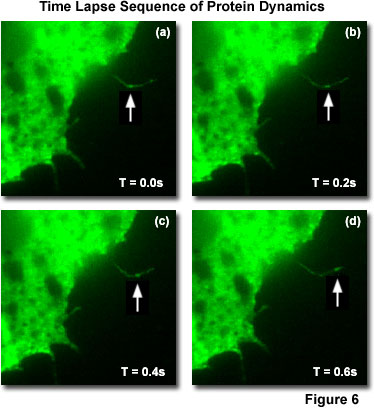 Time Lapse Sequence of Protein Dynamics
(a)
T = 0.0s
(b)
T = 0.2s
(c)
T = 0.4s
(d)
T = 0.6s
Figure 6